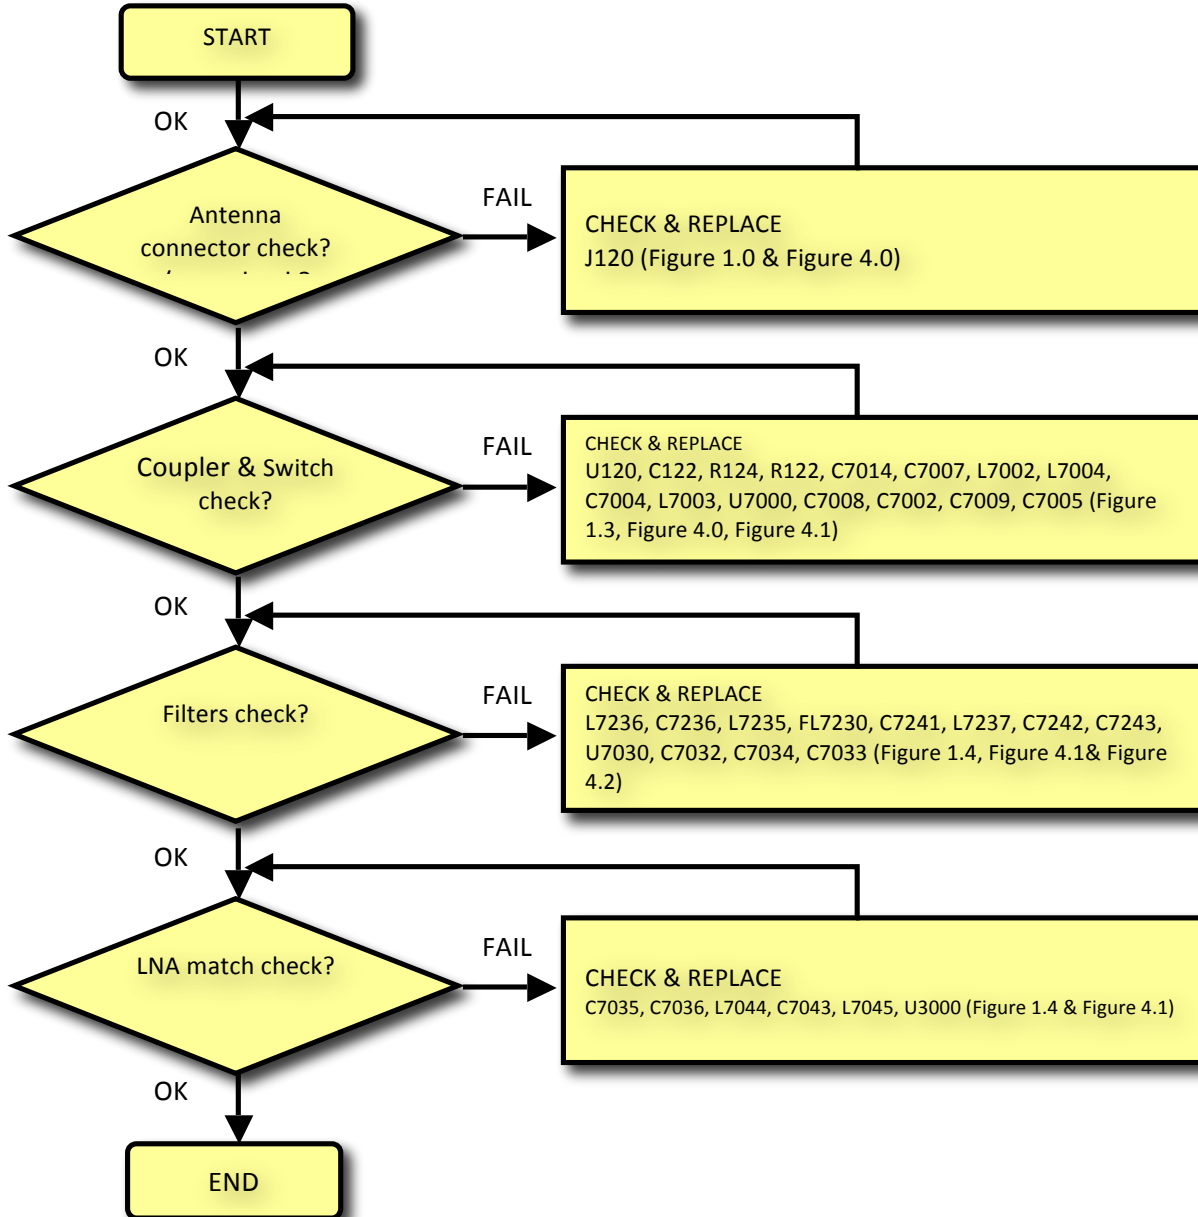 START
OK
Antenna
connector check?
FAIL
CHECK & REPLACE
J120 (Figure 1.0 & Figure 4.0)
OK
Coupler & Switch
check?
FAIL
CHECK & REPLACE
U120, C122, R124, R122, C7014, C7007, L7002, L7004,
C7004, L7003, U7000, C7008, C7002, C7009, C7005 (Figure
1.3, Figure 4.0, Figure 4.1)
OK
Filters check?
FAIL
CHECK & REPLACE
L7236, C7236, L7235, FL7230, C7241, L7237, C7242, C7243,
U7030, C7032, C7034, C7033 (Figure 1.4, Figure 4.1& Figure
4.2)
OK
LNA match check?
FAIL
CHECK & REPLACE
C7035, C7036, L7044, C7043, L7045, U3000 (Figure 1.4 & Figure 4.1)
OK
END